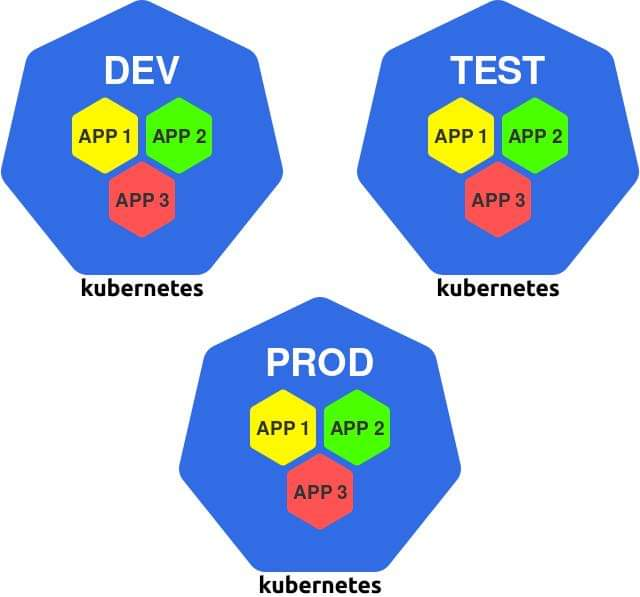 DEV
APP 1 APP 2
APP 3
kubernetes
TEST
APP 1 APP 2
APP 3
kubernetes
PROD
APP 1 APP 2
APP 3
kubernetes